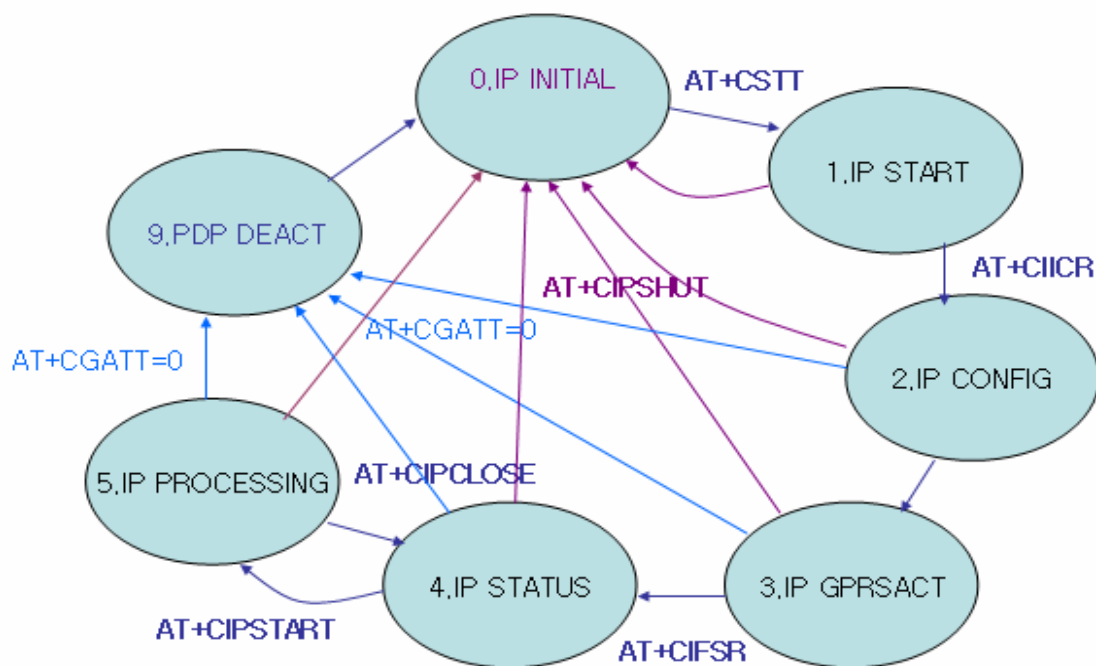 0,IP INITIAL
AT+CSTT
1,IP START
9,PDP DEACT
AT+CIICR
AT+CIPSHUT
AT+CGATT=0
AT+CGATT=0
2,IP CONFIG
5,IP PROCESSING
AT+CIPCLOSE
4,IP STATUS
3,IP GPRSACT
AT+CIPSTART
AT+CIFSR